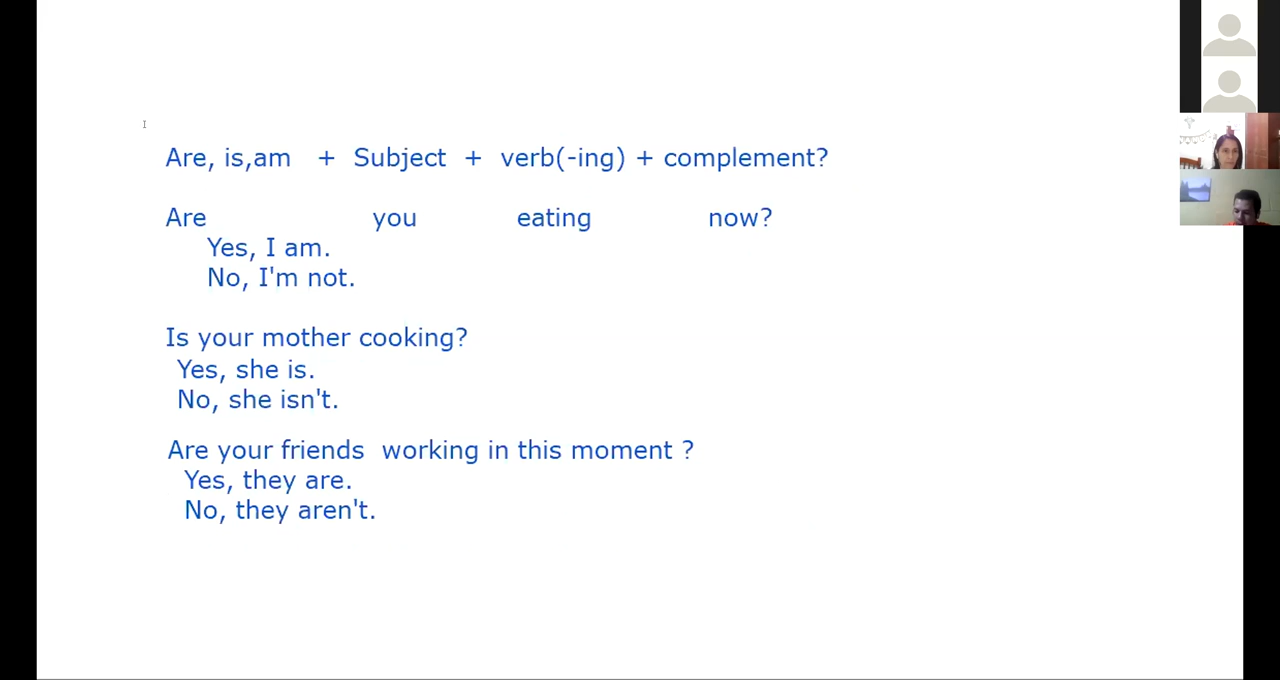 Are, is,am + Subject + verb(-ing) + complement?
Are you eating now?
Yes, I am.
No, I'm not.
Is your mother cooking?
Yes, she is.
No, she isn't.
Are your friends working in this moment ?
Yes, they are.
No, they aren't.